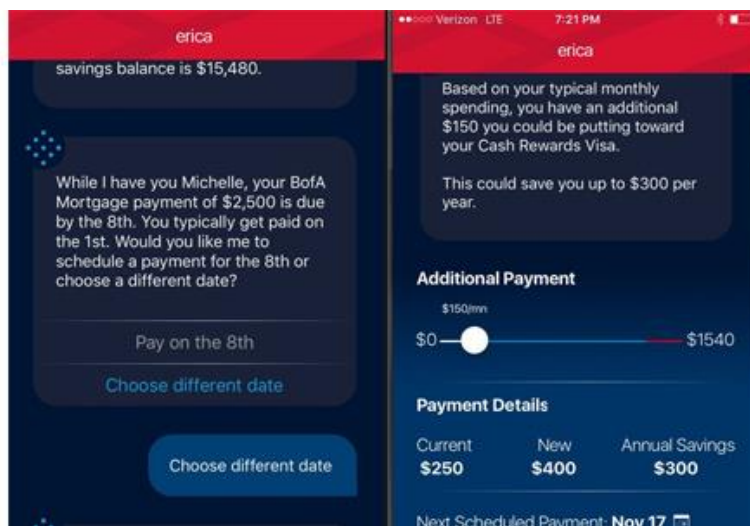 erica
savings balance is $15,480.
While I have you Michelle, your BofA
Mortgage payment of $2,500 is due
by the 8th. You typically get paid on
the 1st. Would you like me to
schedule a payment for the 8th or
choose a different date?
Pay on the 8th
Choose different date
Choose different date
Verizon LTE 7:21 PM
erica
Based on your typical monthly
spending, you have an additional
$150 you could be putting toward
your Cash Rewards Visa.
This could save you up to $300 per
year.
Additional Payment
$150/mn
$0 $1540
Payment Details
Current New Annual Savings
$250 $400 $300
Next Scheduled Payment: Nov 17